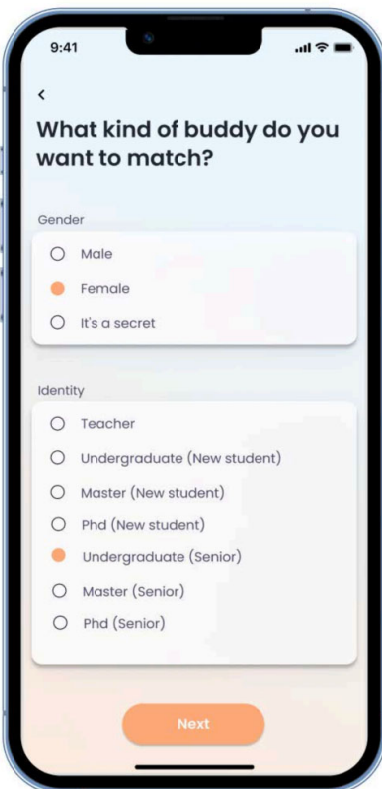 9:41
What kind of buddy do you
want to match?
Gender
Male
Female
It's a secret
Identity
Teacher
Undergraduate (New student)
Master (New student)
Phd (New student)
Undergraduate (Senior)
Master (Senior)
Phd (Senior)
Next